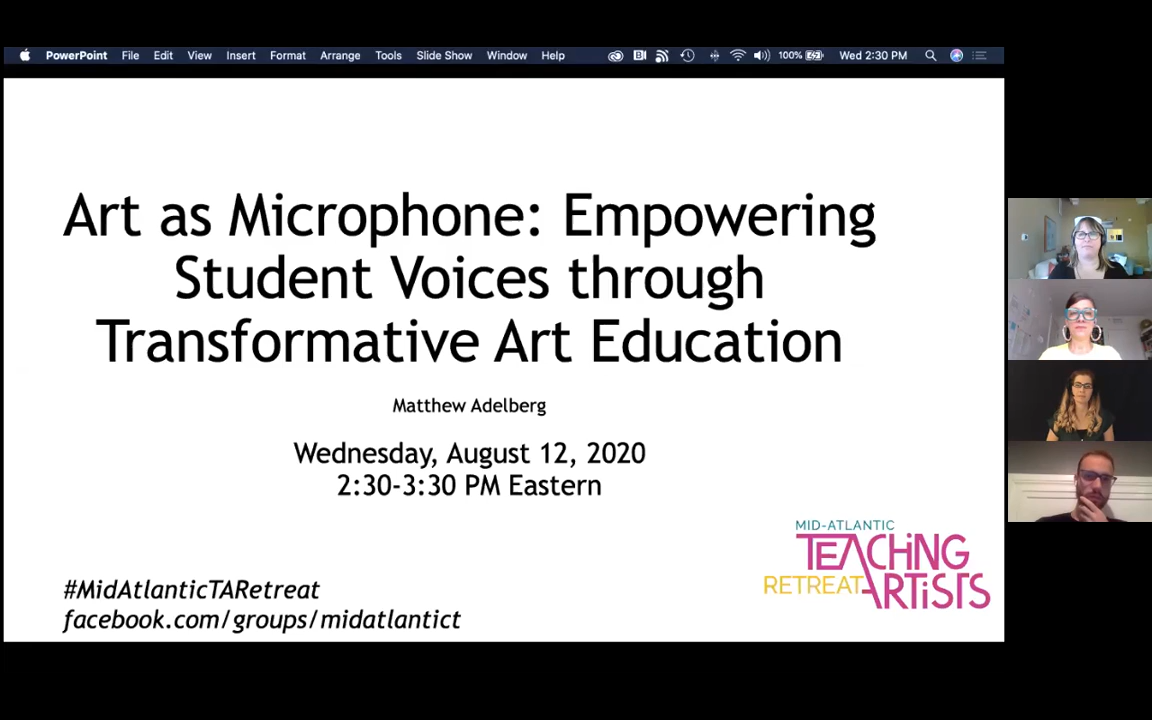 PowerPoint File Edit View Insert Format Arrange Tools Slide Show Window Help 100% Wed 2:30 PM
Art as Microphone: Empowering
Student Voices through
Transformative Art Education
Matthew Adelberg
Wednesday, August 12, 2020
2:30-3:30 PM Eastern
MID-ATLANTIC
TEACHiNG
RETREAT ARTiSTS
#MidAtlanticTARetreat
facebook.com/groups/midatlantict